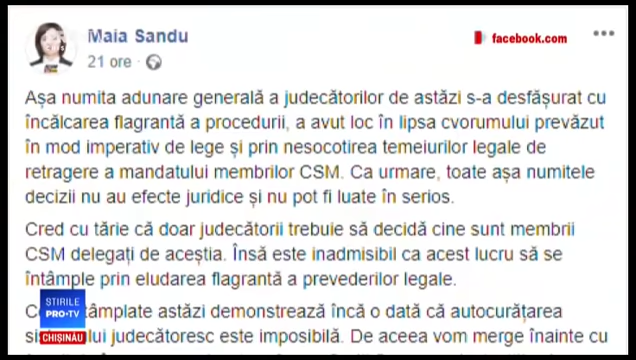 Maia Sandu
facebook.com
21 ore
Așa numita adunare generală a judecătorilor de astăzi s-a desfășurat cu
încălcarea flagrantă a procedurii, a avut loc în lipsa cvorumului prevăzut
în mod imperativ de lege și prin nesocotirea temeiurilor legale de
retragere a mandatului membrilor CSM. Ca urmare, toate așa numitele
decizii nu au efecte juridice și nu pot fi luate în serios.
Cred cu tărie că doar judecătorii trebuie să decidă cine sunt membrii
CSM delegați de aceștia. Însă este inadmisibil ca acest lucru să se
întâmple prin eludarea flagrantă a prevederilor legale.
astăzi demonstrează încă o dată că autocurățarea
judecătoresc este imposibilă. De aceea vom merge înainte cu
ȘTIRILE
PRO•TV
CHIȘINĂU